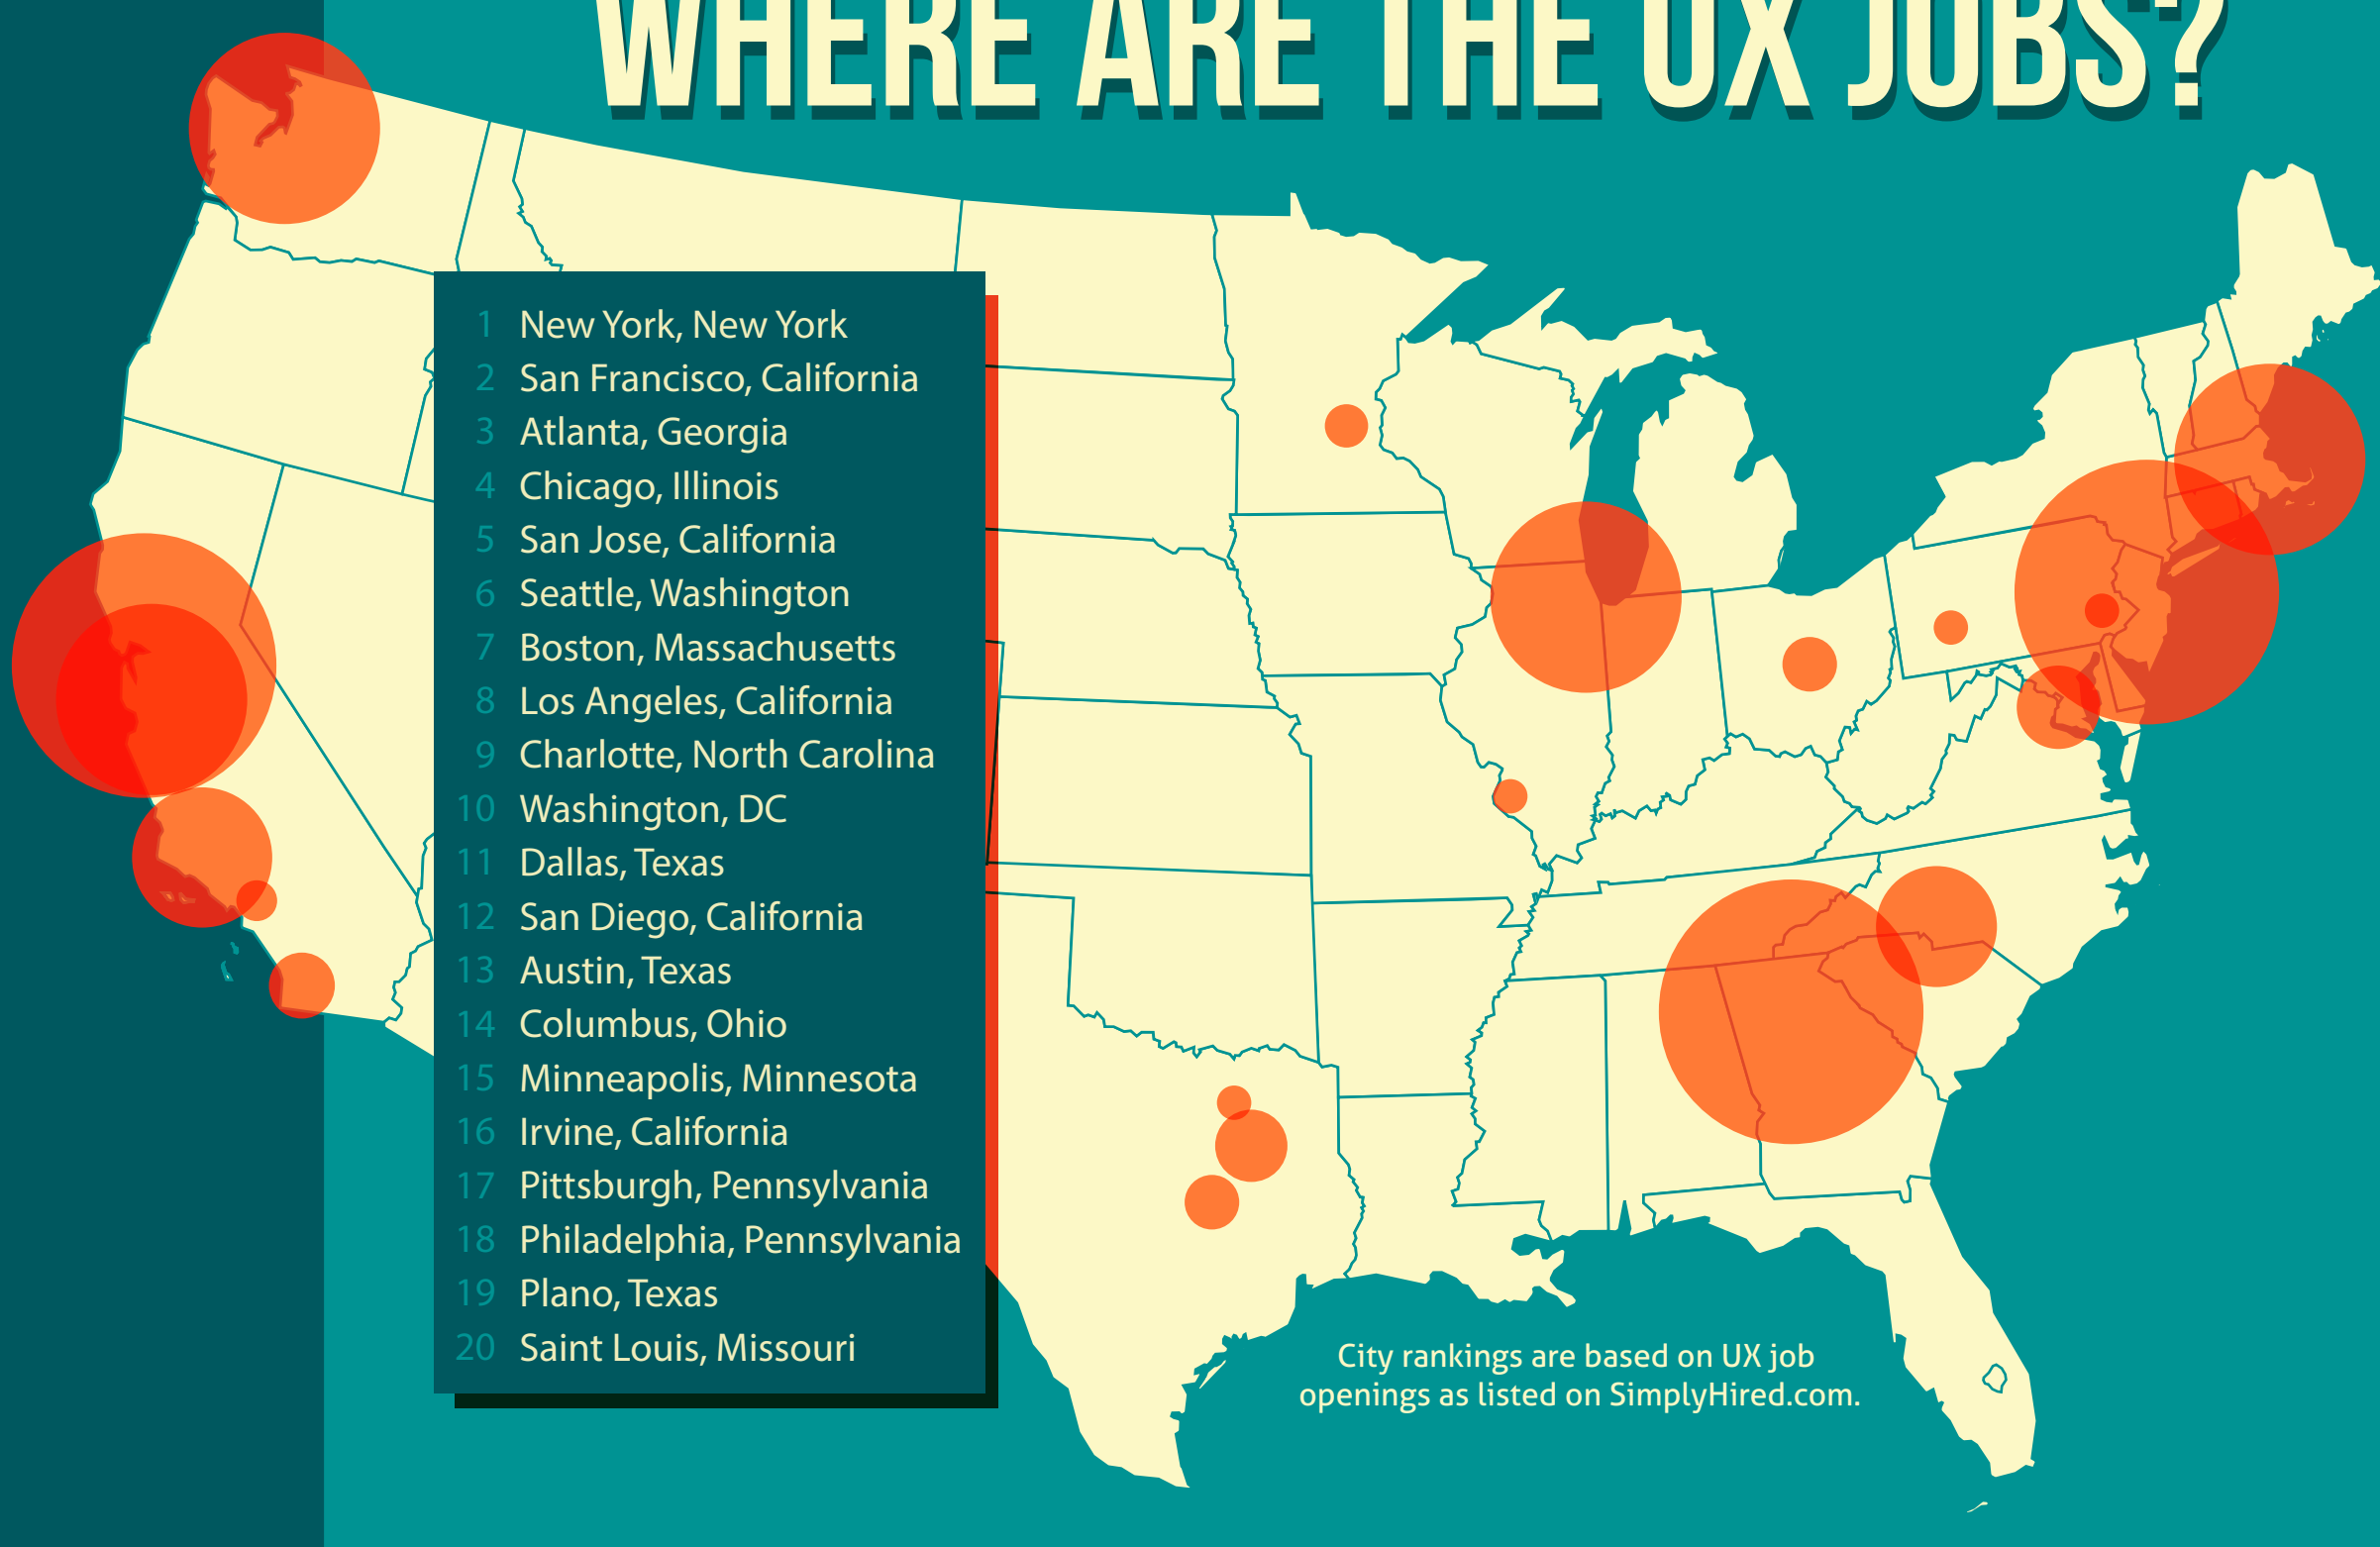 WHERE ARE THE UX JOBS?
1 New York, New York
2 San Francisco, California
3 Atlanta, Georgia
4 Chicago, Illinois
5 San Jose, California
6 Seattle, Washington
7 Boston, Massachusetts
8 Los Angeles, California
9 Charlotte, North Carolina
10 Washington, DC
11 Dallas, Texas
12 San Diego, California
13 Austin, Texas
14 Columbus, Ohio
15 Minneapolis, Minnesota
16 Irvine, California
17 Pittsburgh, Pennsylvania
18 Philadelphia, Pennsylvania
19 Plano, Texas
20 Saint Louis, Missouri
City rankings are based on UX job
openings as listed on SimplyHired.com.